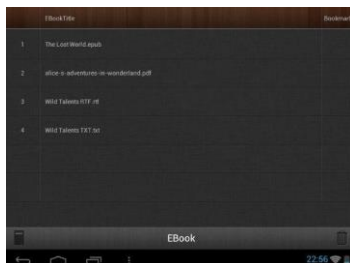 EBookTitle Bookmark
1 The Lost World.epub
2 alice-s-adventures-in-wonderland.pdf
3 Wild Talents RTF.rtf
4 Wild Talents TXT.txt
EBook
22:56